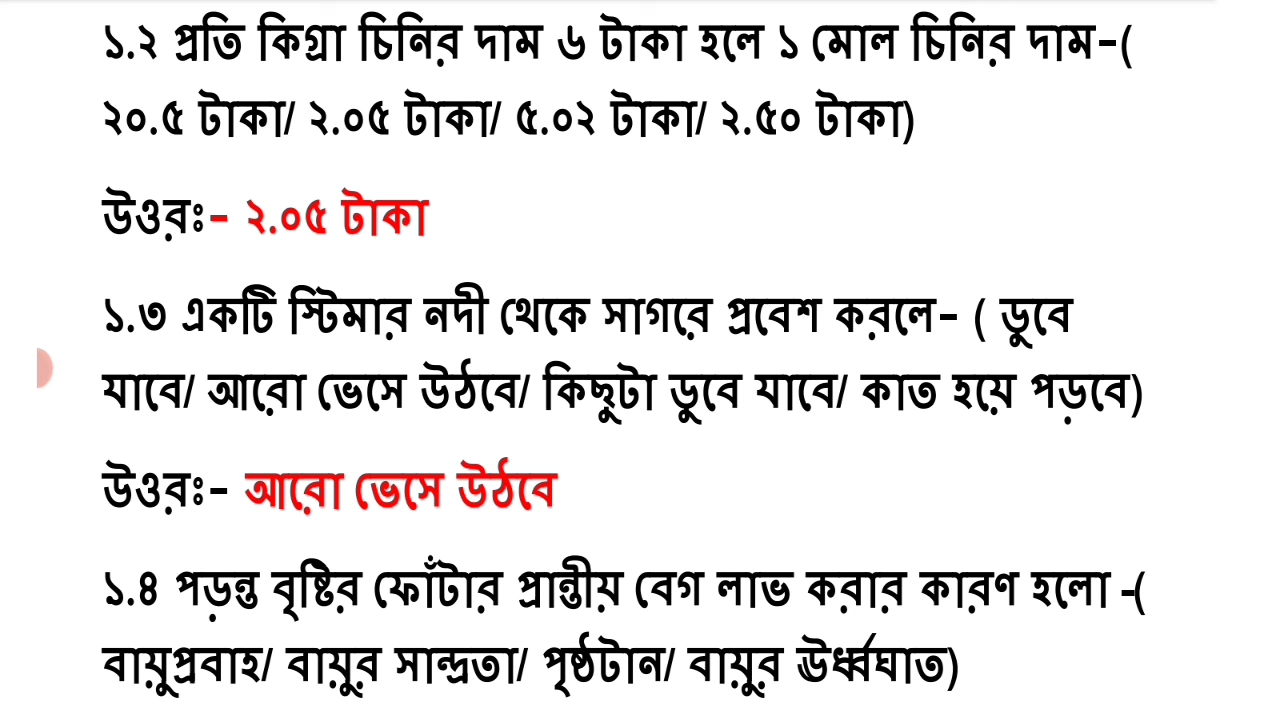 ১.২ প্রতি কিগ্রা চিনির দাম ৬ টাকা হলে ১ মোল চিনির দাম-(
২০.৫ টাকা/ ২.০৫ টাকা/ ৫.০২ টাকা/ ২.৫০ টাকা)
উওরঃ- ২.০৫ টাকা
১.৩ একটি স্টিমার নদী থেকে সাগরে প্রবেশ করলে- ( ডুবে
যাবে/ আরো ভেসে উঠবে/ কিছুটা ডুবে যাবে/ কাত হয়ে পড়বে)
উওরঃ- আরো ভেসে উঠবে
১.৪ পড়ন্ত বৃষ্টির ফোঁটার প্রান্তীয় বেগ লাভ করার কারণ হলো -(
বায়ুপ্রবাহ/ বায়ুর সান্দ্রতা/ পৃষ্ঠটান/ বায়ুর ঊর্ধ্বঘাত)